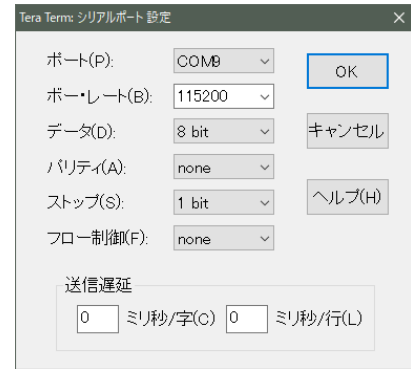 Tera Term: シリアルポート 設定
ポート(P): COM9 OK
ボー・レート(B): 115200
データ(D): 8 bit キャンセル
パリティ(A): none
ストップ(S): 1 bit ヘルプ(H)
フロー制御(F): none
送信遅延
0 ミリ秒/字(C) 0 ミリ秒/行(L)